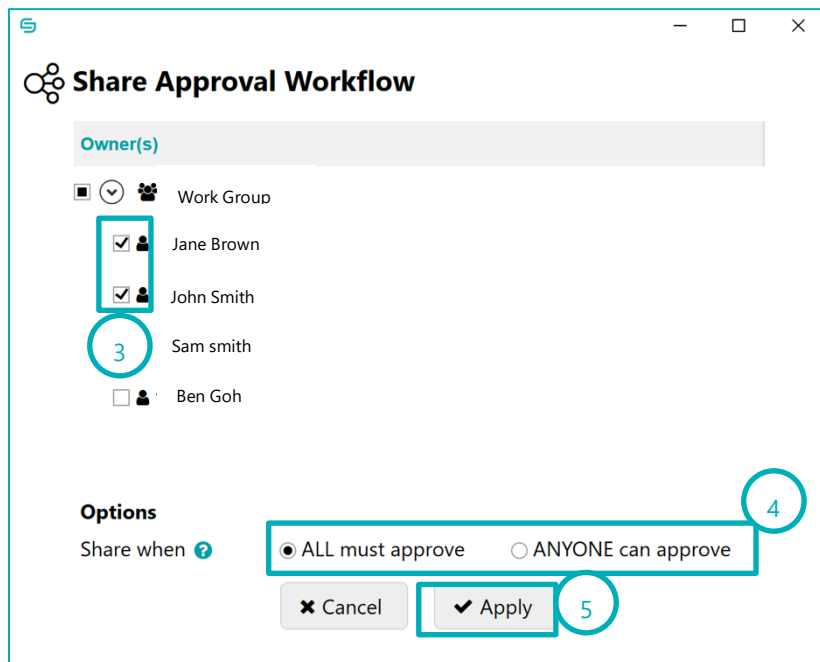 Share Approval Workflow
Owner(s)
Work Group
Jane Brown
John Smith
3
Sam smith
Ben Goh
Options
4
Share when ? ALL must approve ANYONE can approve
Cancel Apply 5